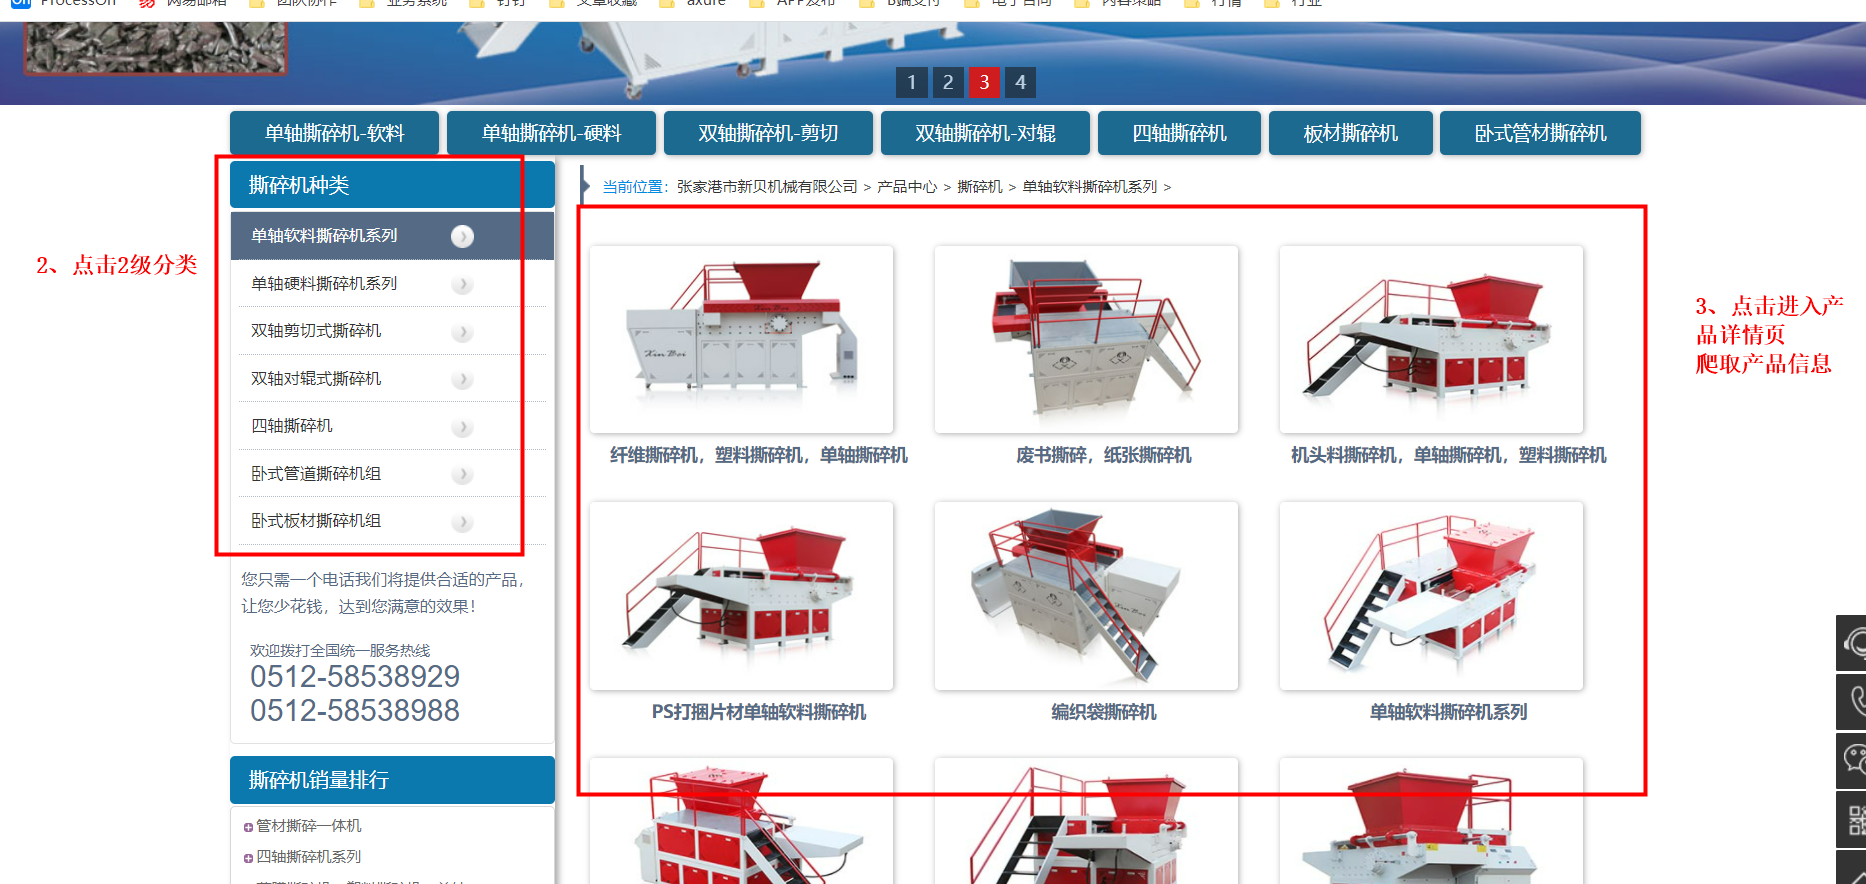 ProcessOn 网易邮箱 团队协作 业务系统 钉钉 文章收藏 axure APP发布 B端支付 电子合同 内容策略 行情 行业
1 2 3 4
单轴撕碎机-软料 单轴撕碎机-硬料 双轴撕碎机-剪切 双轴撕碎机-对辊 四轴撕碎机 板材撕碎机 卧式管材撕碎机
撕碎机种类
当前位置：张家港市新贝机械有限公司 > 产品中心 > 撕碎机 > 单轴软料撕碎机系列 >
单轴软料撕碎机系列
2、点击2级分类
单轴硬料撕碎机系列
双轴剪切式撕碎机
双轴对辊式撕碎机
四轴撕碎机
卧式管道撕碎机组
卧式板材撕碎机组
3、点击进入产
品详情页
爬取产品信息
XinBei
纤维撕碎机，塑料撕碎机，单轴撕碎机
废书撕碎，纸张撕碎机
机头料撕碎机，单轴撕碎机，塑料撕碎机
PS打捆片材单轴软料撕碎机
编织袋撕碎机
单轴软料撕碎机系列
您只需一个电话我们将提供合适的产品，
让您少花钱，达到您满意的效果！
欢迎拨打全国统一服务热线
0512-58538929
0512-58538988
撕碎机销量排行
管材撕碎一体机
四轴撕碎机系列